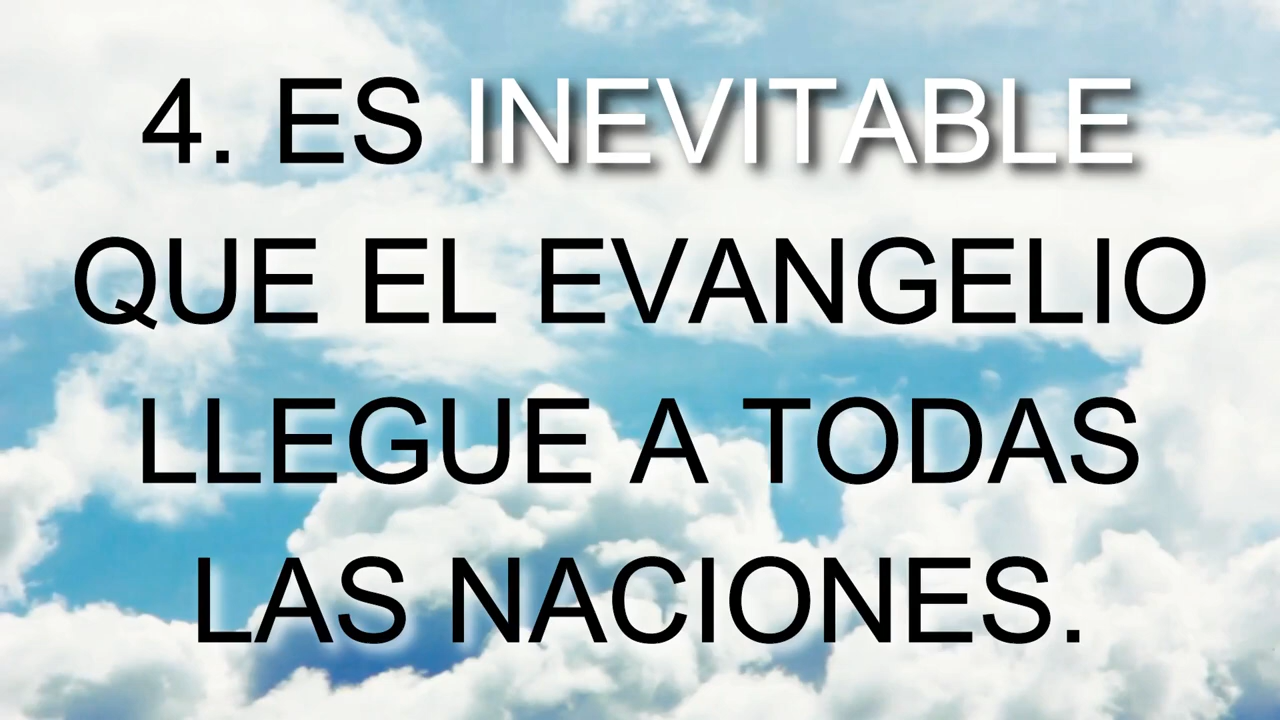 4. ES INEVITABLE
QUE EL EVANGELIO
LLEGUE A TODAS
LAS NACIONES.